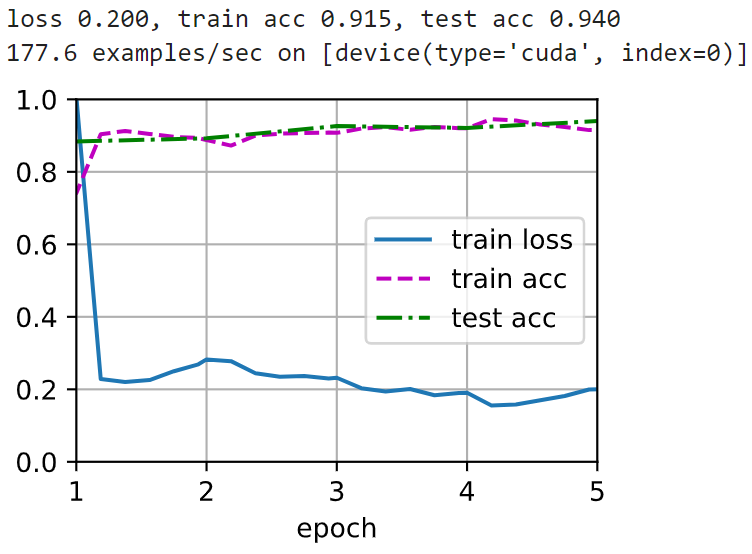 loss 0.200, train acc 0.915, test acc 0.940
177.6 examples/sec on [device(type='cuda', index=0)]
1.0
0.8
0.6
0.4
0.2
0.0
train loss
train acc
test acc
1 2 3 4 5
epoch